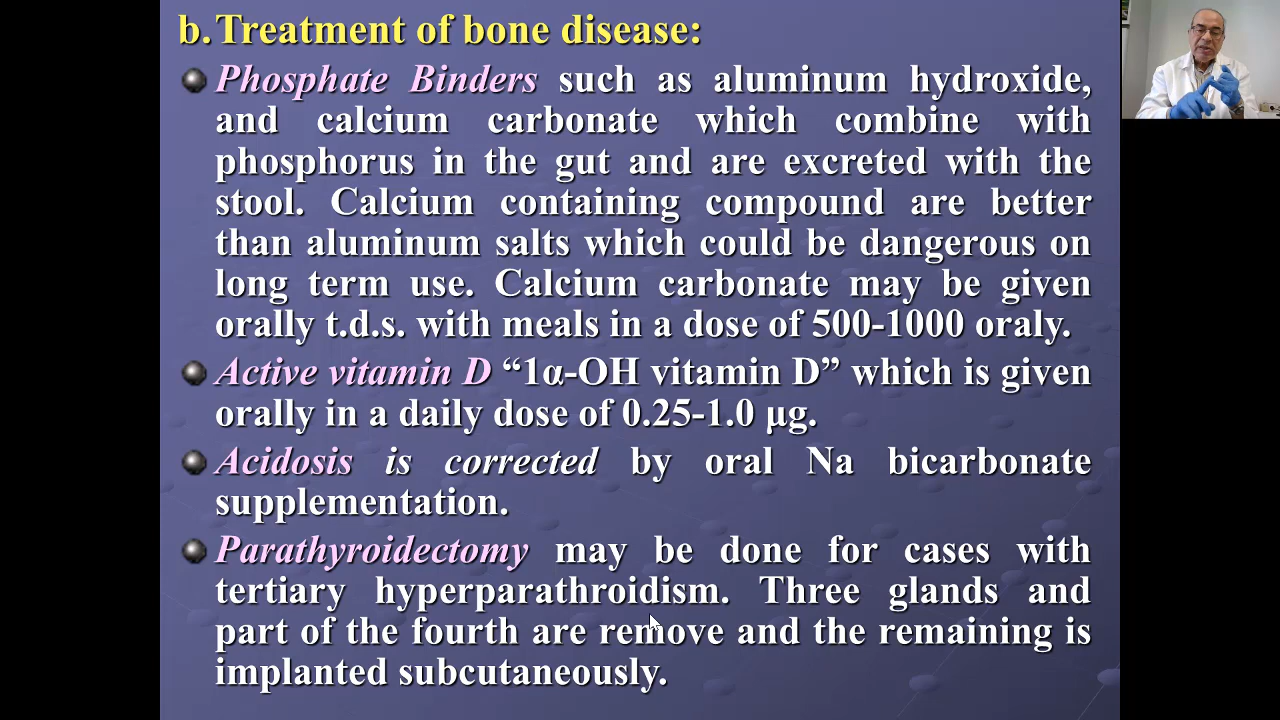 b. Treatment of bone disease:
Phosphate Binders such as aluminum hydroxide,
and calcium carbonate which combine with
phosphorus in the gut and are excreted with the
stool. Calcium containing compound are better
than aluminum salts which could be dangerous on
long term use. Calcium carbonate may be given
orally t.d.s. with meals in a dose of 500-1000 oraly.
Active vitamin D “1α-OH vitamin D” which is given
orally in a daily dose of 0.25-1.0 μg.
Acidosis is corrected by oral Na bicarbonate
supplementation.
Parathyroidectomy may be done for cases with
tertiary hyperparathroidism. Three glands and
part of the fourth are remove and the remaining is
implanted subcutaneously.